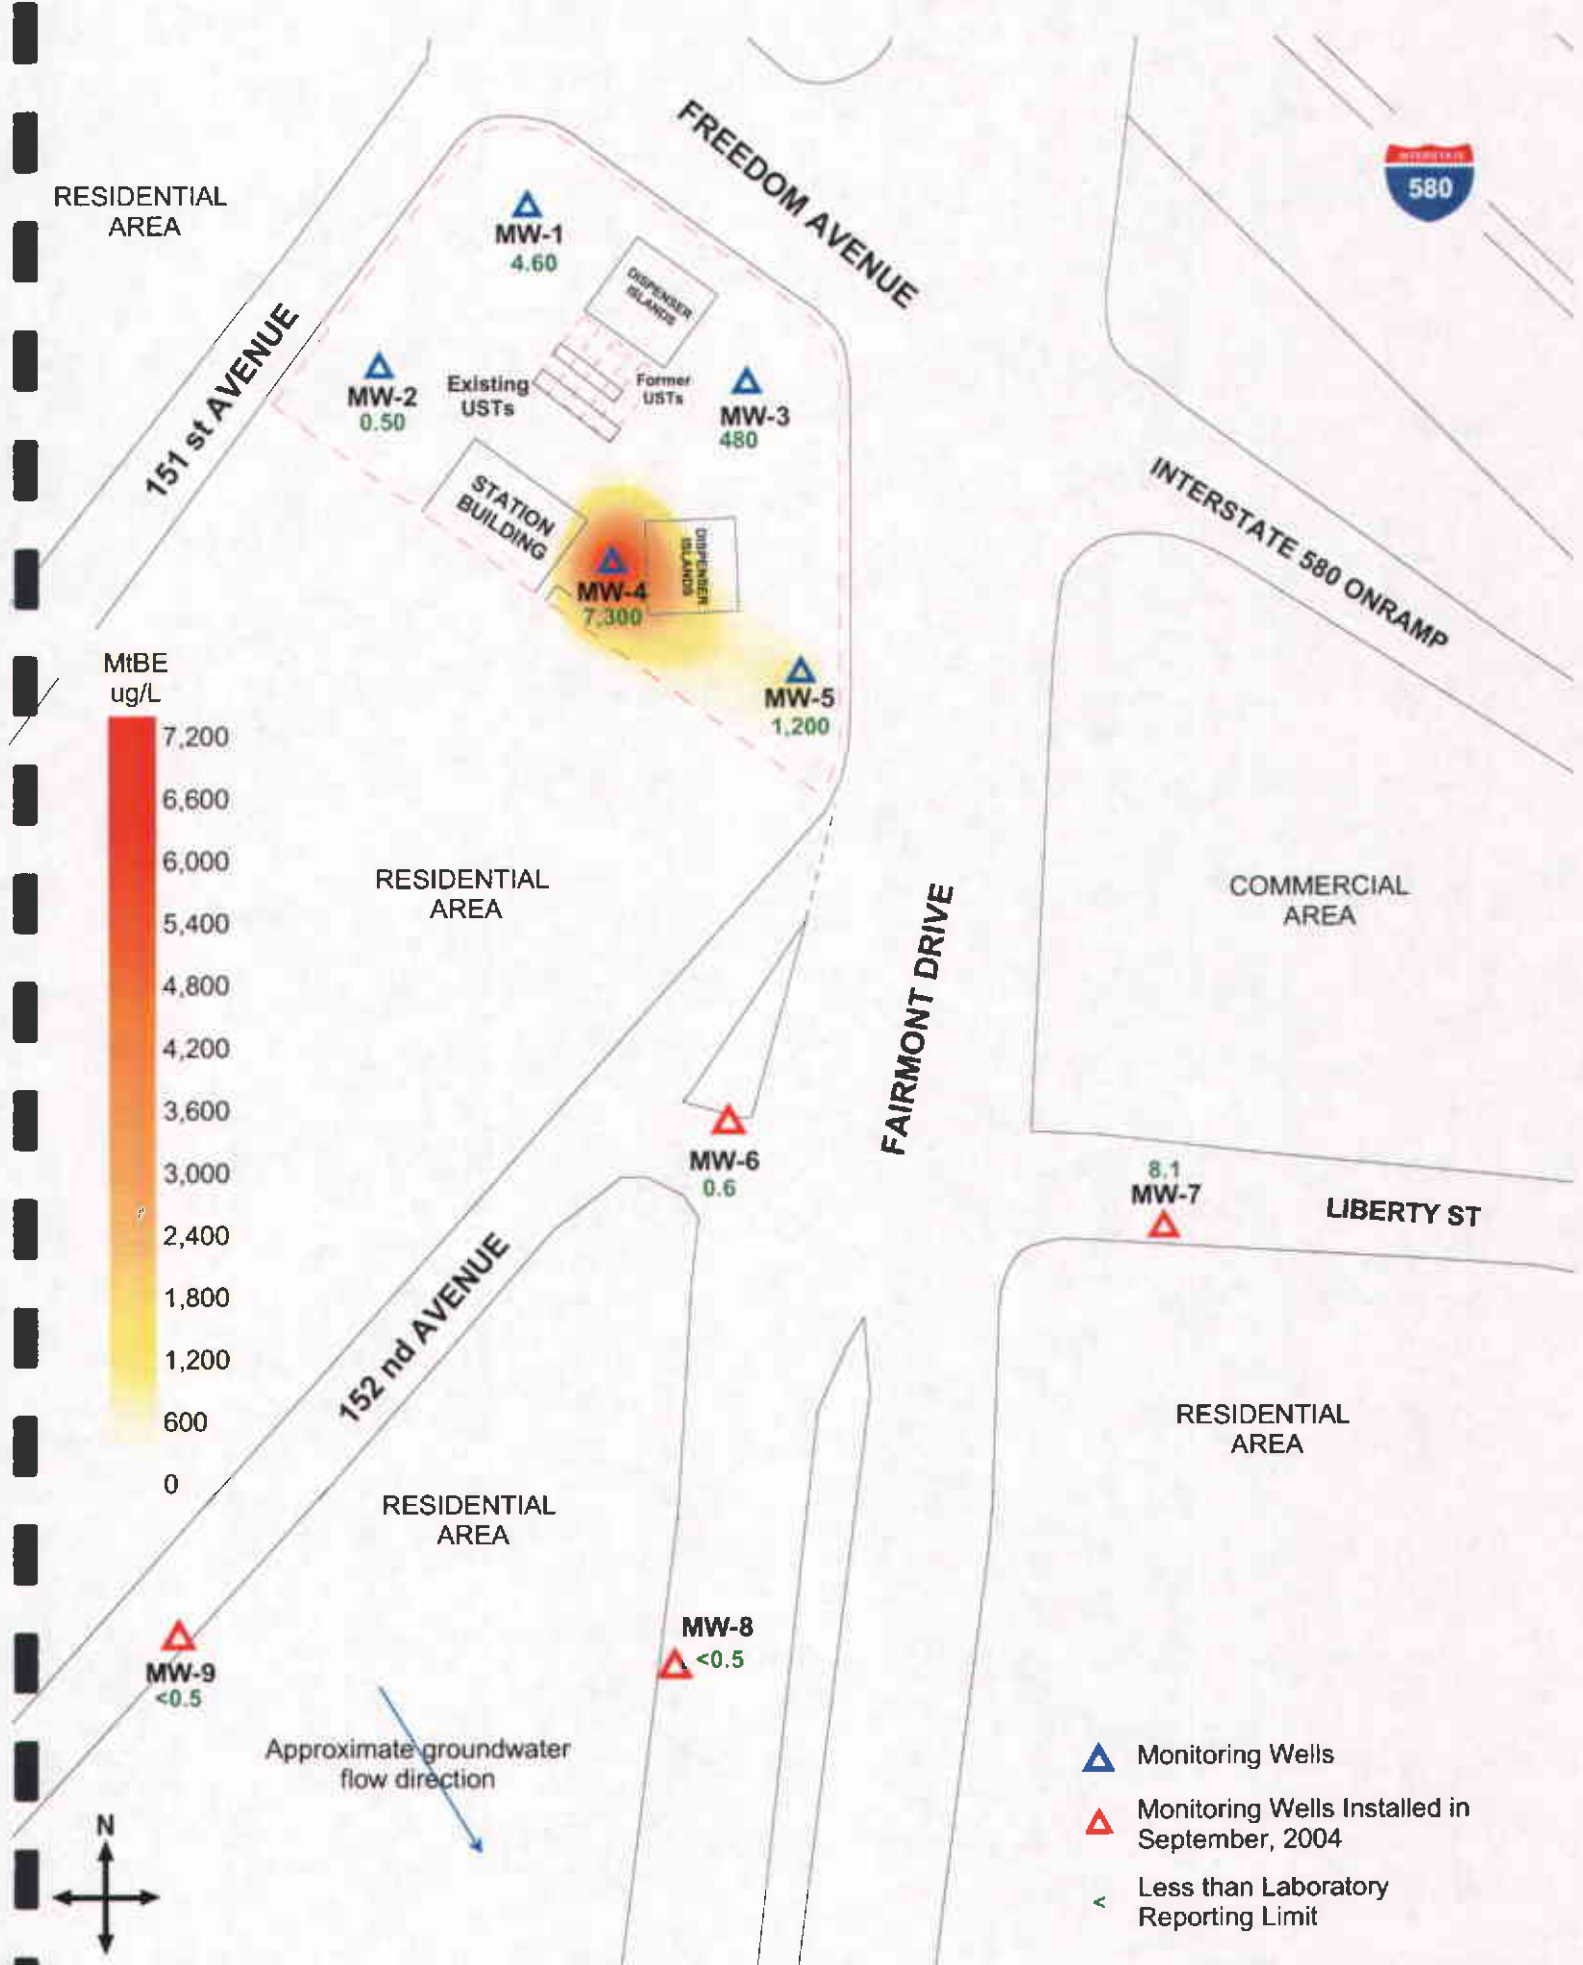 FREEDOM AVENUE
INTERSTATE
580
RESIDENTIAL
AREA
MW-1
4.60
DISPENSER
ISLANDS
151 st AVENUE
MW-2
0.50
Existing
USTs
Former
USTs
MW-3
480
STATION
BUILDING
DISPENSER
ISLANDS
MW-4
7,300
INTERSTATE 580 ONRAMP
MW-5
1,200
MtBE
ug/L
7,200
6,600
6,000
5,400
4,800
4,200
3,600
3,000
2,400
1,800
1,200
600
0
RESIDENTIAL
AREA
COMMERCIAL
AREA
FAIRMONT DRIVE
MW-6
0.6
8.1
MW-7
LIBERTY ST
152 nd AVENUE
RESIDENTIAL
AREA
RESIDENTIAL
AREA
MW-8
<0.5
MW-9
<0.5
Approximate groundwater
flow direction
N
Monitoring Wells
Monitoring Wells Installed in
September, 2004
< Less than Laboratory
Reporting Limit